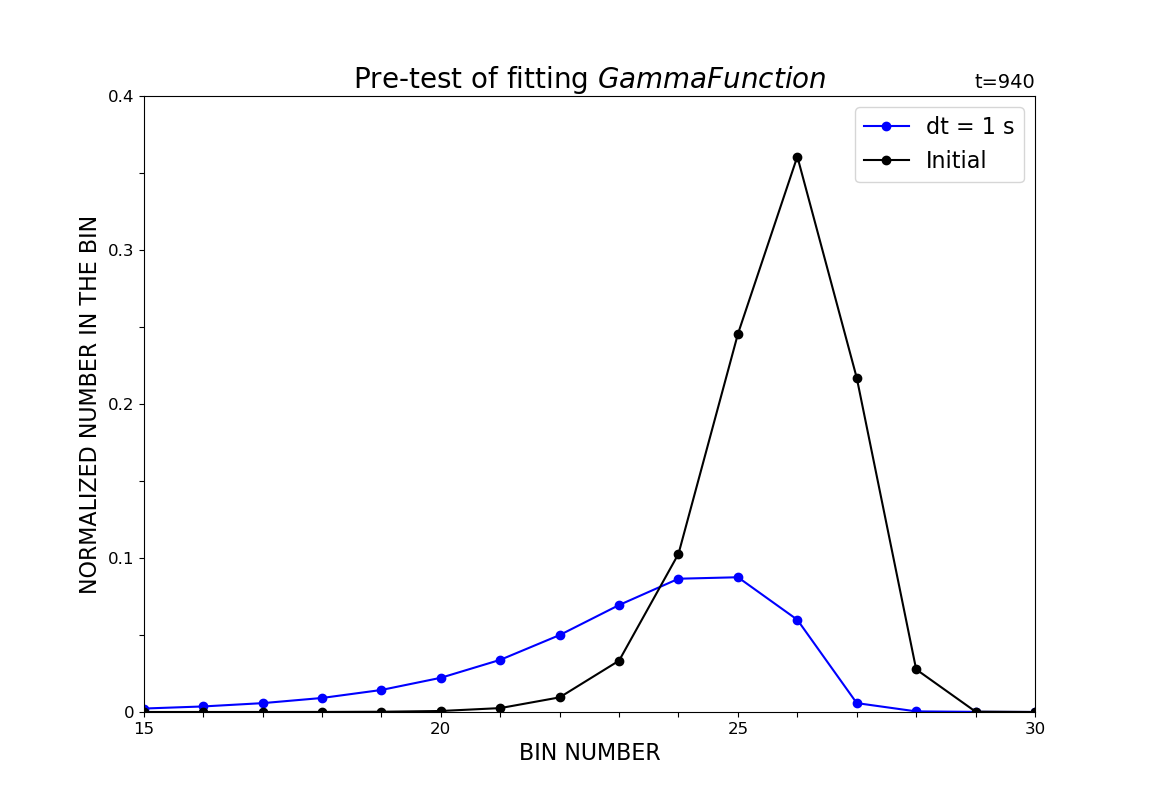 Pre-test of fitting GammaFunction
t=940
dt = 1 s
Initial
NORMALIZED NUMBER IN THE BIN
0.4
0.3
0.2
0.1
0
15
20
25
30
BIN NUMBER